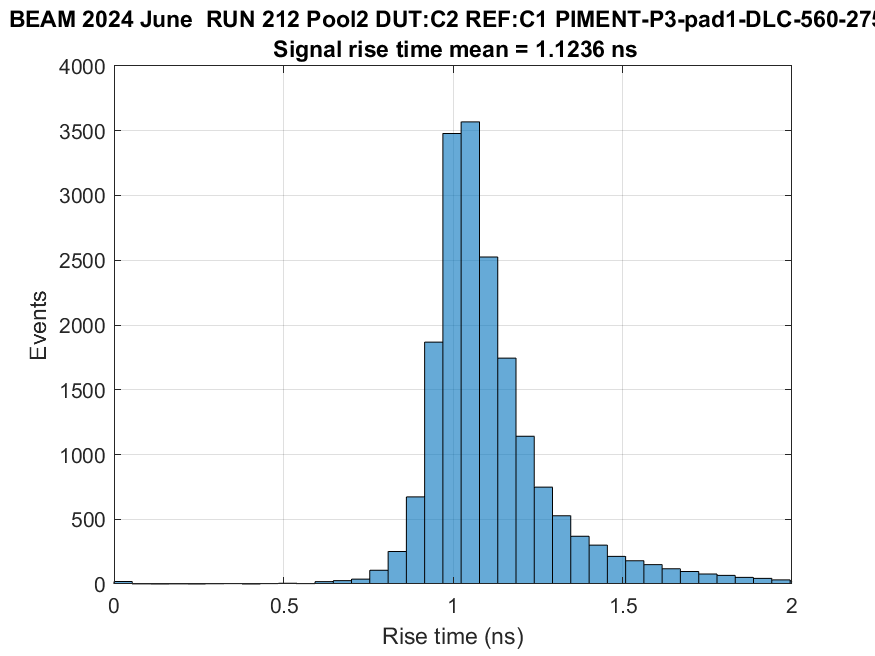 BEAM 2024 June  RUN 212 Pool2 DUT:C2 REF:C1 PIMENT-P3-pad1-DLC-560-275
Signal rise time mean = 1.1236 ns
4000
3500
3000
2500
2000
1500
1000
500
0
Events
0 0.5 1 1.5 2
Rise time (ns)